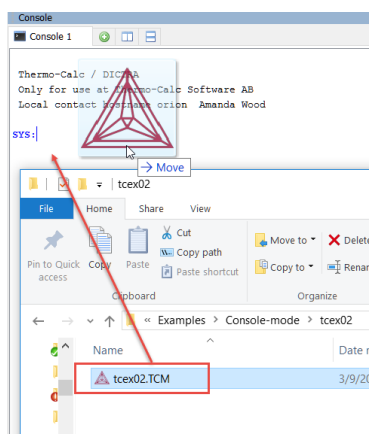 Console
Console 1
Thermo-Calc / DICTRA
Only for use at Thermo-Calc Software AB
Local contact hostname orion Amanda Wood
SYS:
→ Move
tcex02
File Home Share View
Pin to Quick access
Copy
Paste
Cut
Copy path
Paste shortcut
Move to
Copy to
Delete
Renam
Clipboard
Organize
« Examples > Console-mode > tcex02
Name
Date r
tcex02.TCM
3/9/20